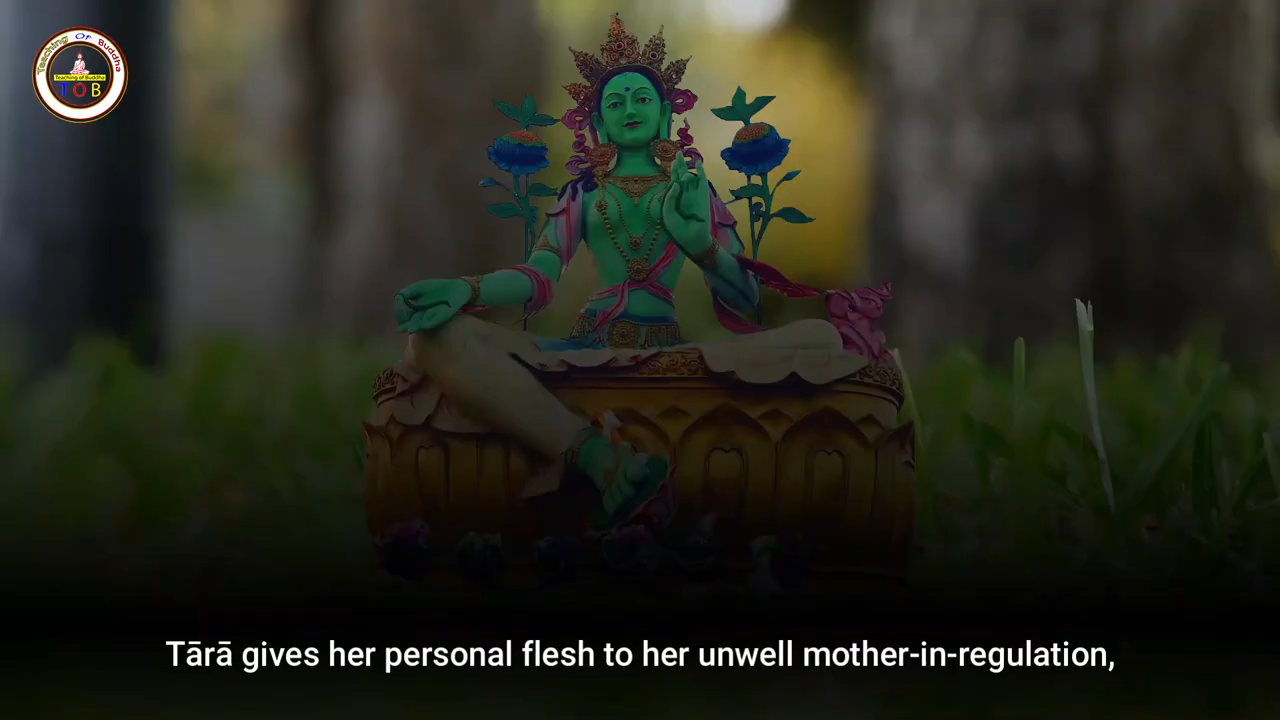 Teaching Of Buddha
Teaching of Buddha
TOB
Tārā gives her personal flesh to her unwell mother-in-regulation,